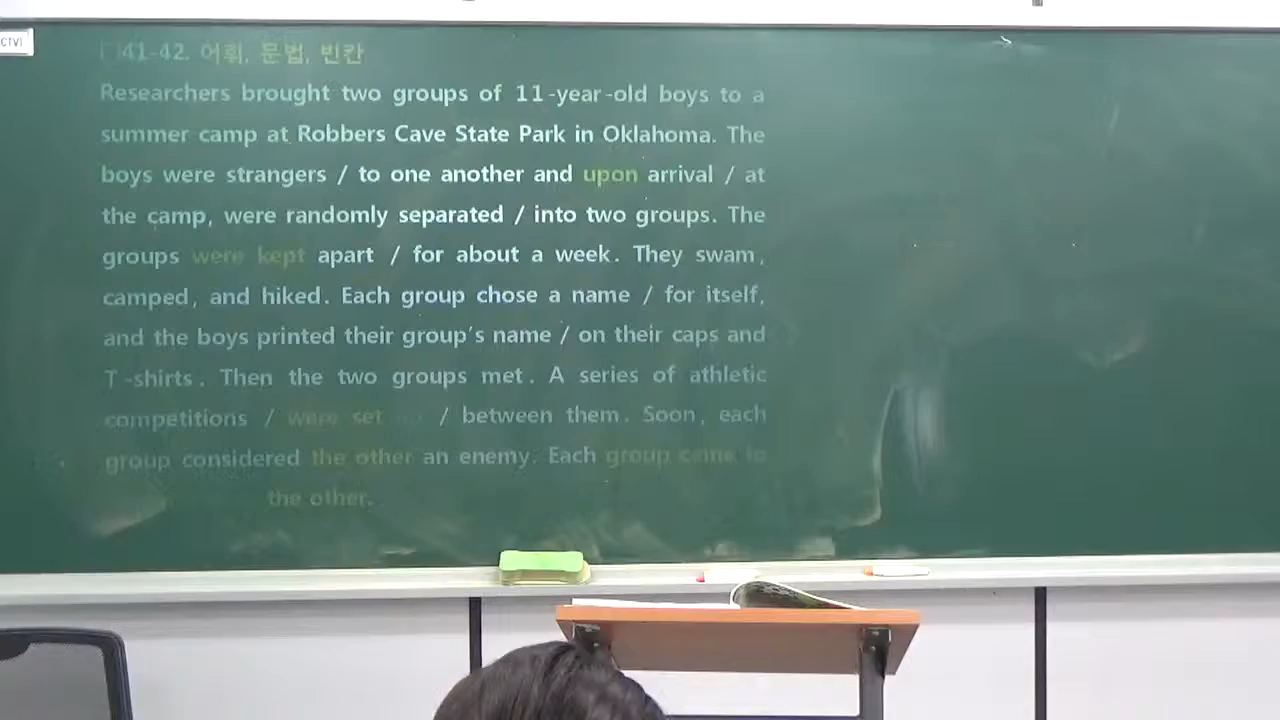 CTVI
41-42. 어휘, 문법, 빈칸
Researchers brought two groups of 11-year-old boys to a
summer camp at Robbers Cave State Park in Oklahoma. The
boys were strangers / to one another and upon arrival / at
the camp, were randomly separated / into two groups. The
groups were kept apart / for about a week. They swam,
camped, and hiked. Each group chose a name / for itself,
and the boys printed their group's name / on their caps and
T-shirts. Then the two groups met. A series of athletic
competitions / were set / between them. Soon, each
group considered the other an enemy. Each group came to
the other.